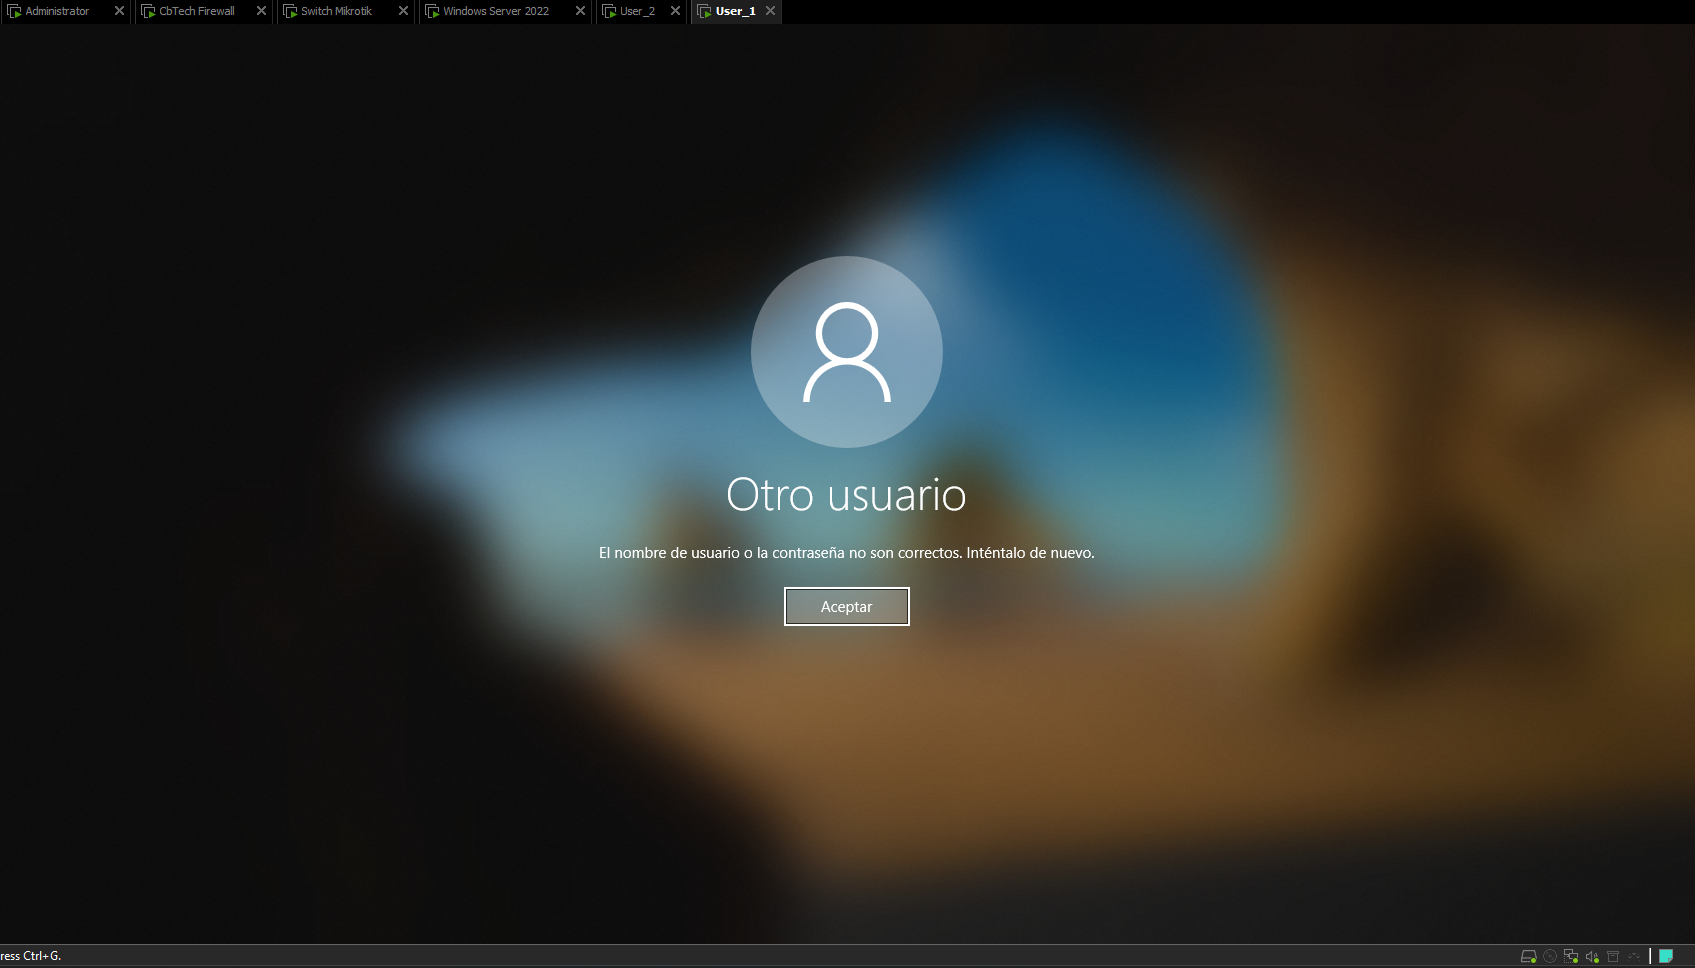 Administrator
CbTech Firewall
Switch Mikrotik
Windows Server 2022
User_2
User_1
Otro usuario
El nombre de usuario o la contraseña no son correctos. Inténtalo de nuevo.
Aceptar
ress Ctrl+G.